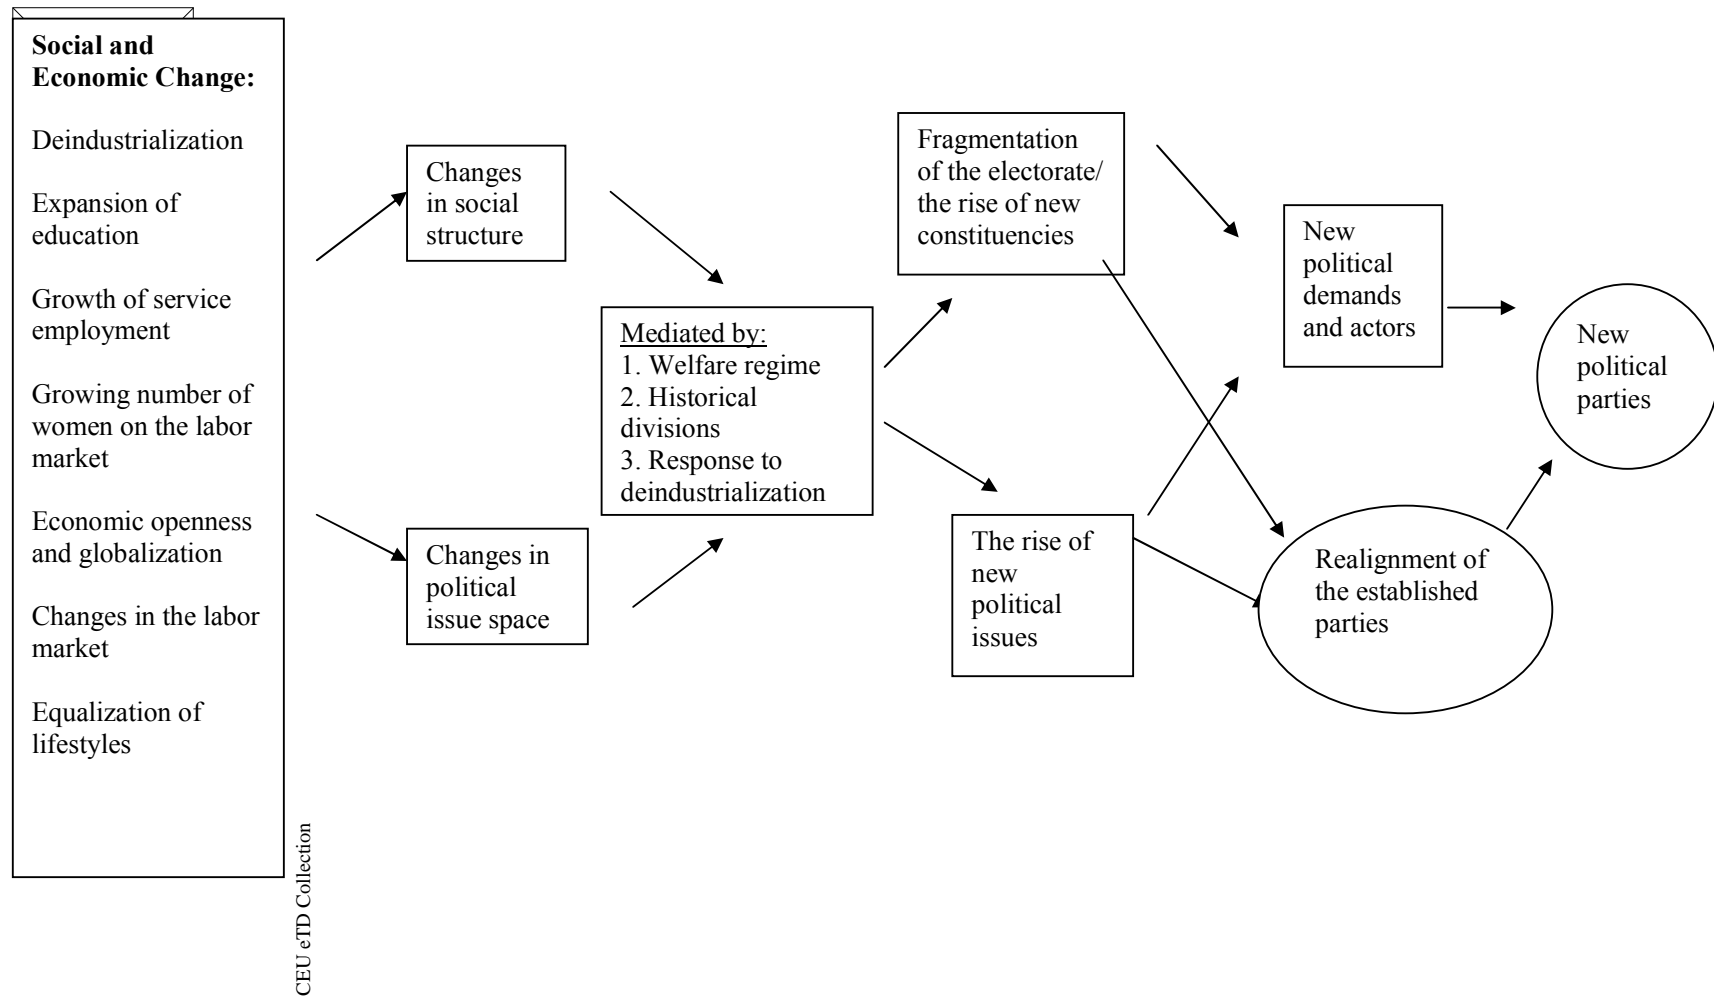 Social and
Economic Change:
Deindustrialization
Expansion of
education
Growth of service
employment
Growing number of
women on the labor
market
Economic openness
and globalization
Changes in the labor
market
Equalization of
lifestyles
CEU eTD Collection
Changes
in social
structure
Changes in
political
issue space
Mediated by:
1. Welfare regime
2. Historical
divisions
3. Response to
deindustrialization
Fragmentation
of the electorate/
the rise of new
constituencies
The rise of
new
political
issues
New
political
demands
and actors
Realignment of
the established
parties
New
political
parties